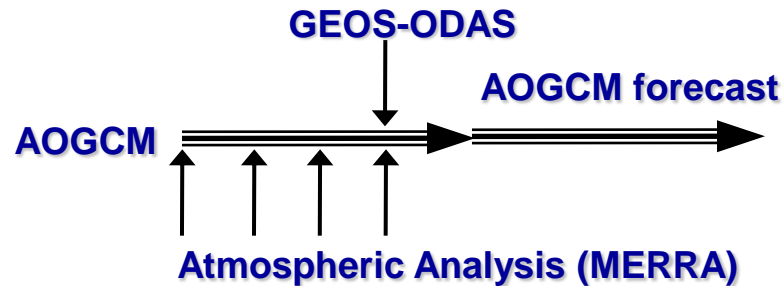 GEOS-ODAS
AOGCM forecast
AOGCM
Atmospheric Analysis (MERRA)